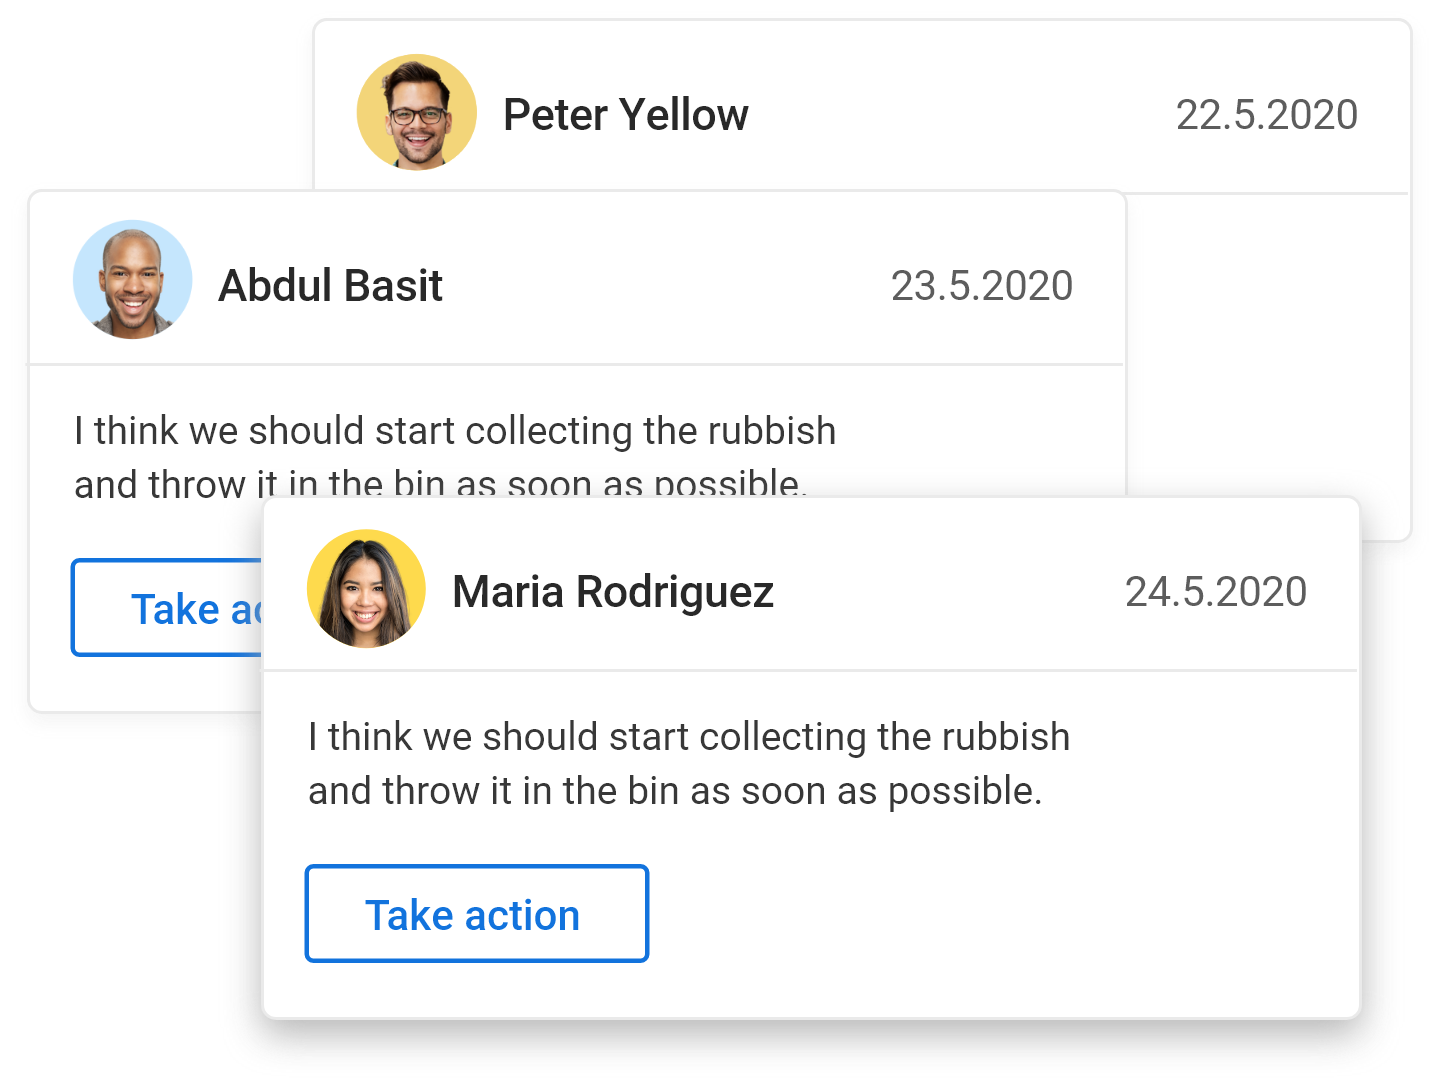 Peter Yellow
22.5.2020
Abdul Basit
23.5.2020
I think we should start collecting the rubbish
and throw it in the bin as soon as possible.
Take ac
Maria Rodriguez
24.5.2020
I think we should start collecting the rubbish
and throw it in the bin as soon as possible.
Take action